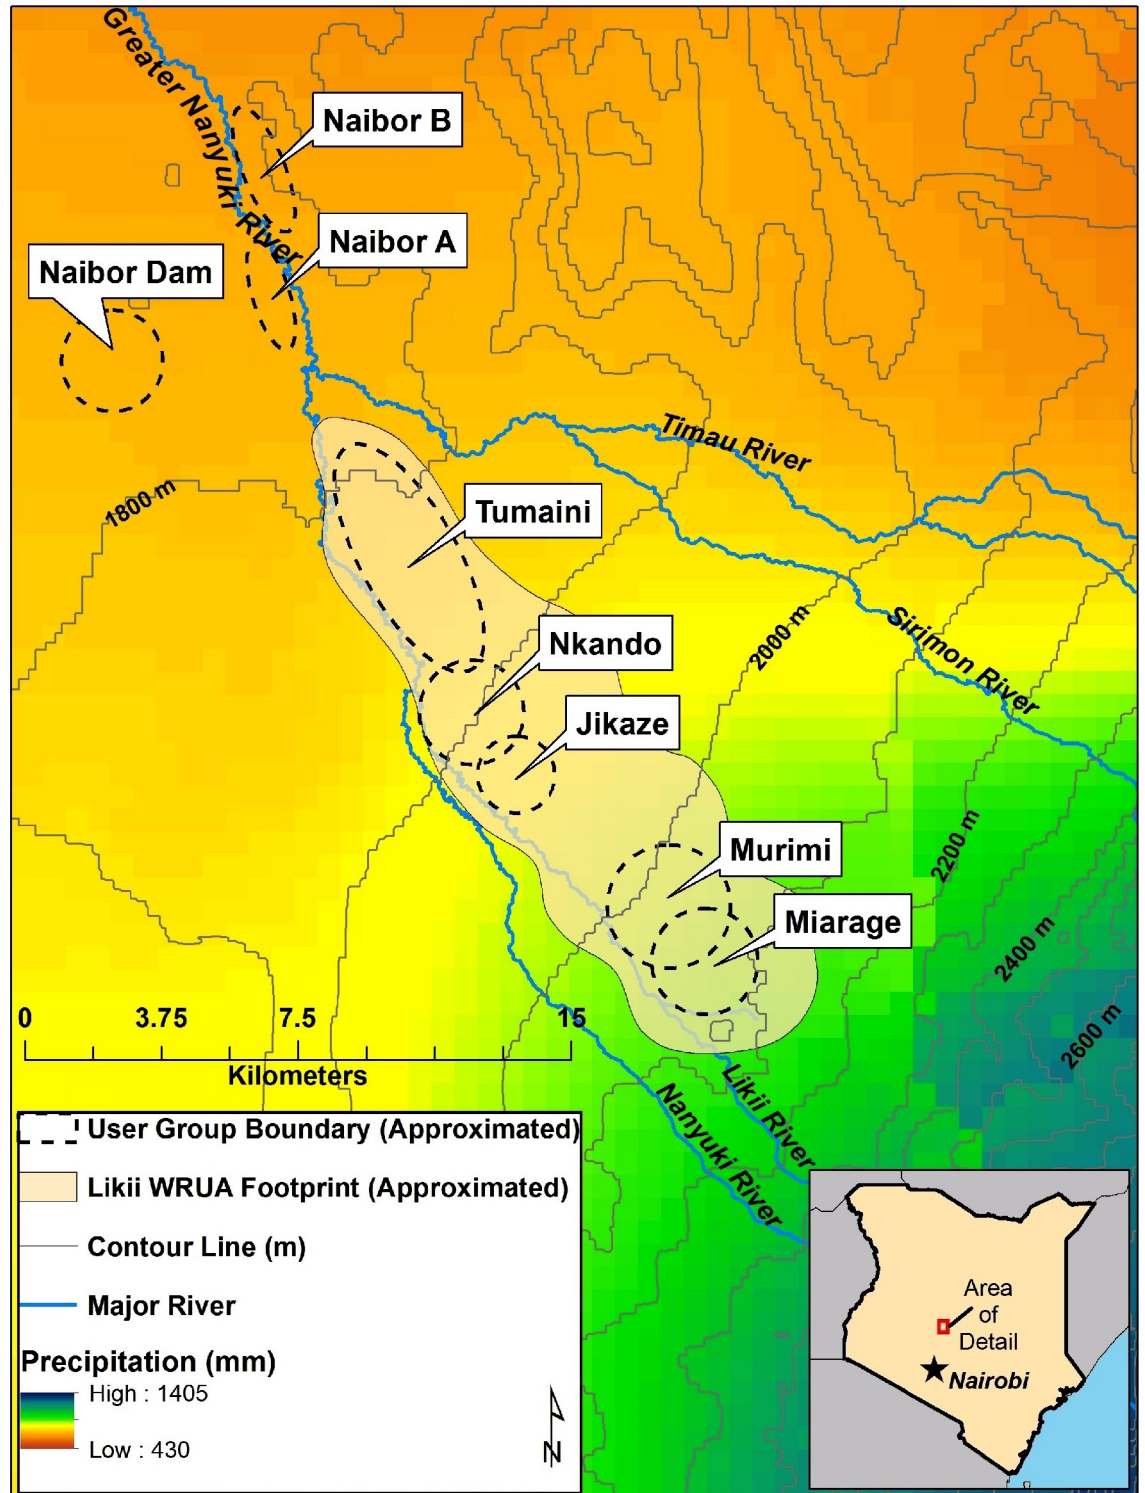 Greater Nanyuki River
Naibor B
Naibor A
Naibor Dam
Timau River
1800 m
Tumaini
Sirimon River
2000 m
Nkando
Jikaze
Murimi
2200 m
Miarage
2400 m
2600 m
0 3.75 7.5 15
Kilometers
Likii River
Nanyuki River
User Group Boundary (Approximated)
Likii WRUA Footprint (Approximated)
Contour Line (m)
Major River
Precipitation (mm)
High : 1405
Low : 430
N
Area
of
Detail
Nairobi